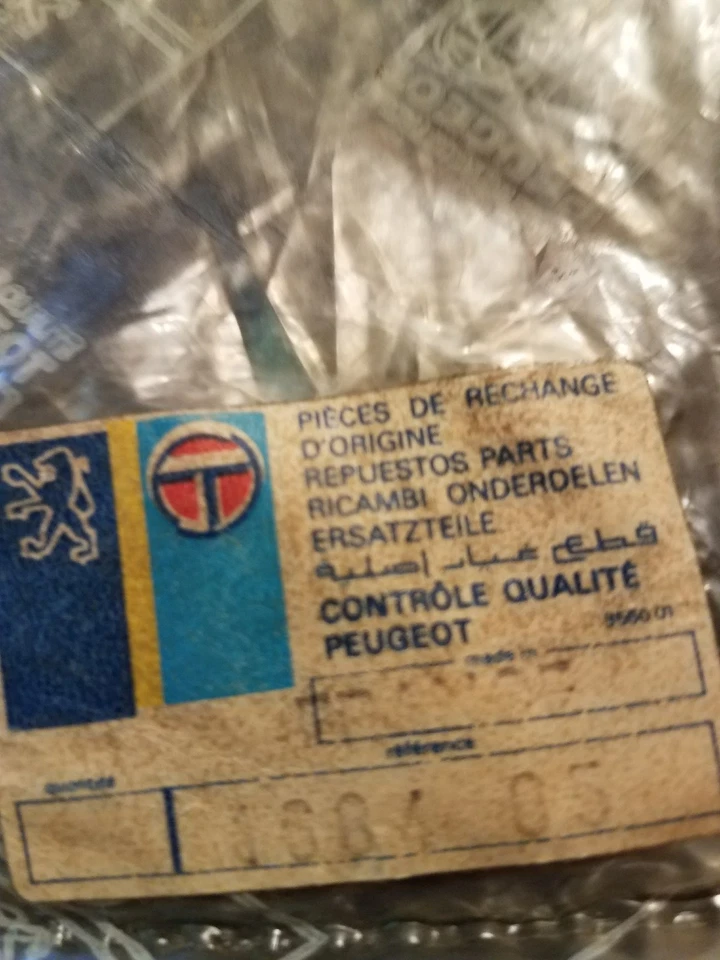 PIÈCES DE RECHANGE
D'ORIGINE
REPUESTOS PARTS
RICAMBI ONDERDELEN
ERSATZTEILE
قطع غيار اصلية
CONTRÔLE QUALITÉ
PEUGEOT
made in
référence
quantité
05